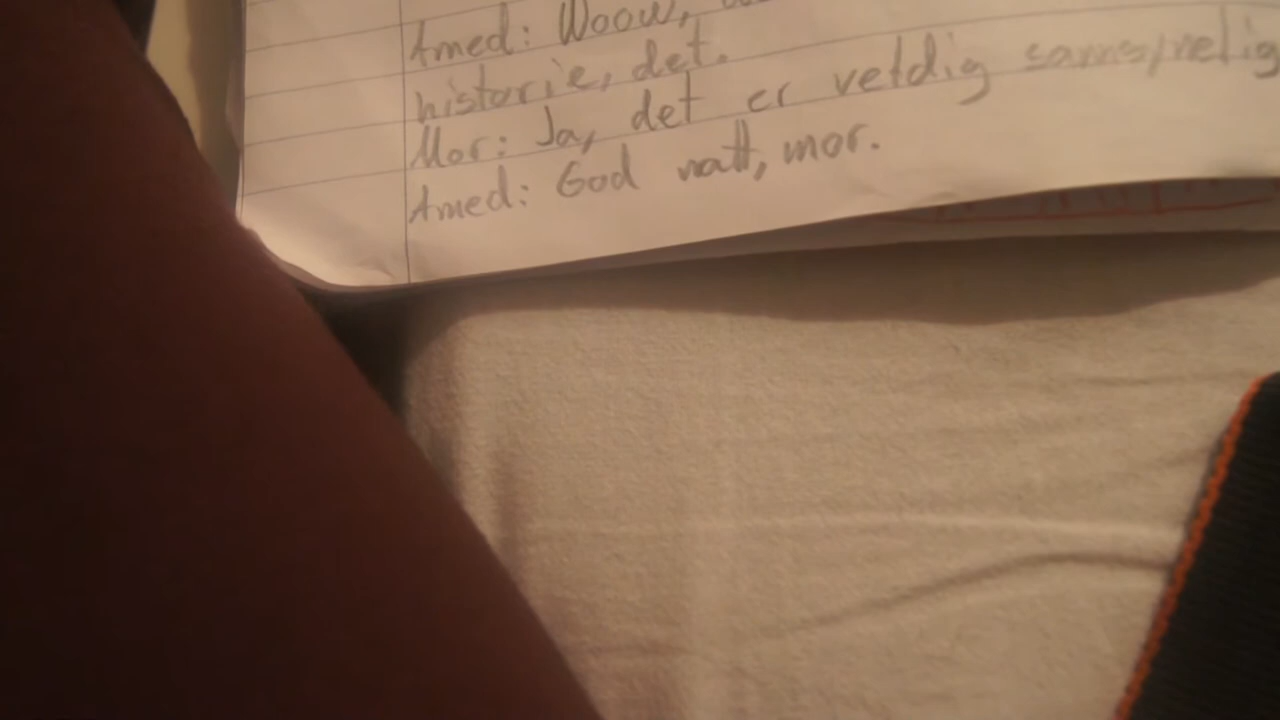 Amed: Woow,
historie, det.
Mor: Ja, det er veldig
Amed: God natt, mor.